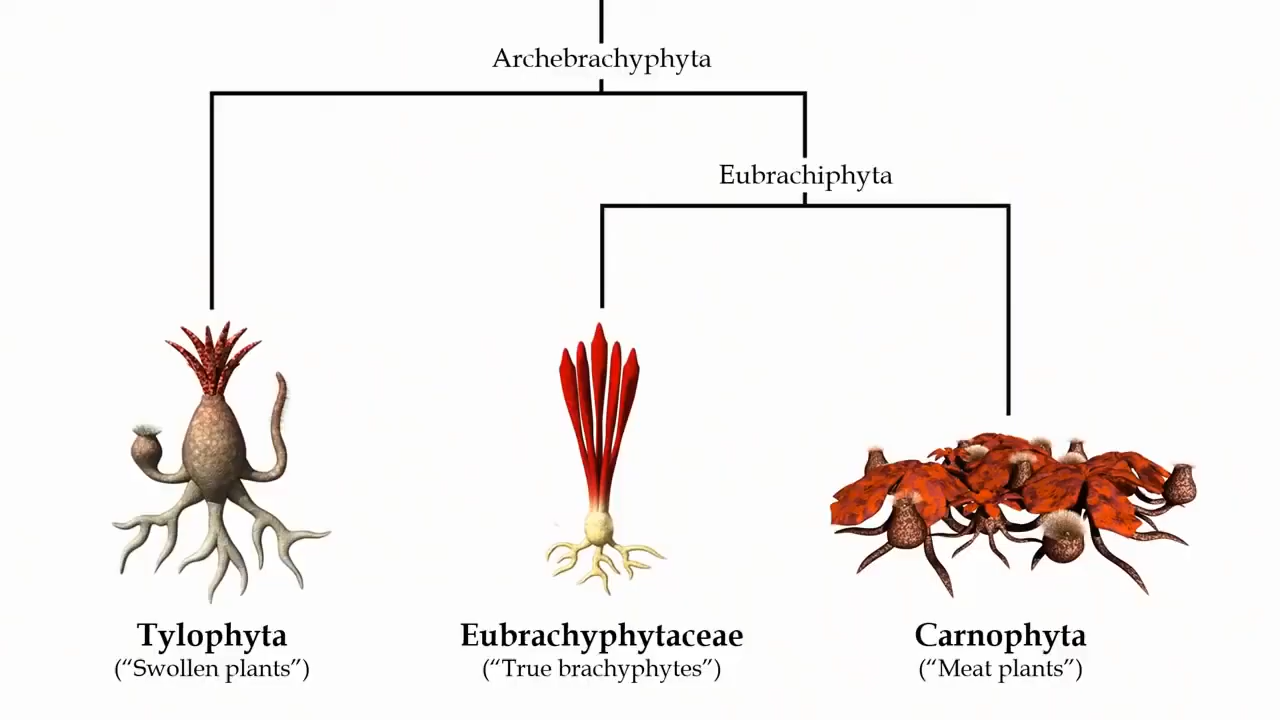 Archebrachyphyta
Eubrachiphyta
Tylophyta
(“Swollen plants”)
Eubrachyphytaceae
(“True brachyphytes”)
Carnophyta
(“Meat plants”)